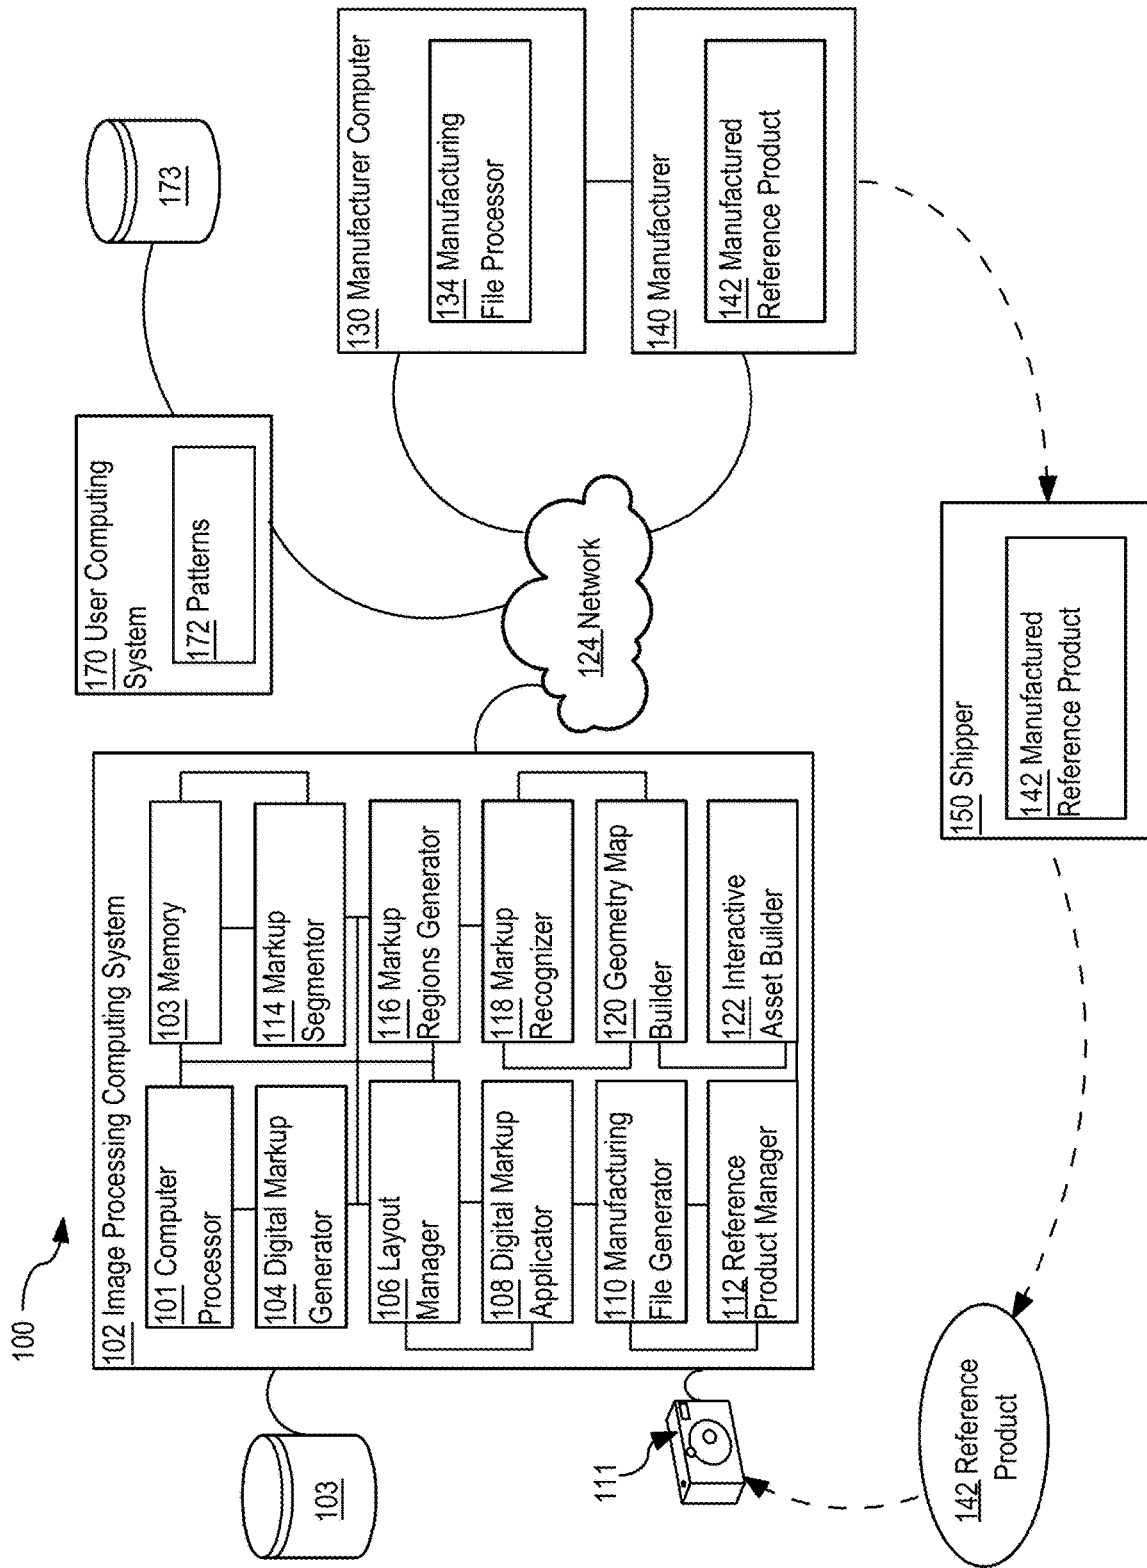 100
102 Image Processing Computing System
101 Computer
Processor
103 Memory
104 Digital Markup
Generator
114 Markup
Segmentor
106 Layout
Manager
116 Markup
Regions Generator
108 Digital Markup
Applicator
118 Markup
Recognizer
110 Manufacturing
File Generator
120 Geometry Map
Builder
112 Reference
Product Manager
122 Interactive
Asset Builder
103
111
142 Reference
Product
124 Network
170 User Computing
System
172 Patterns
173
130 Manufacturer Computer
134 Manufacturing
File Processor
140 Manufacturer
142 Manufactured
Reference Product
150 Shipper
142 Manufactured
Reference Product